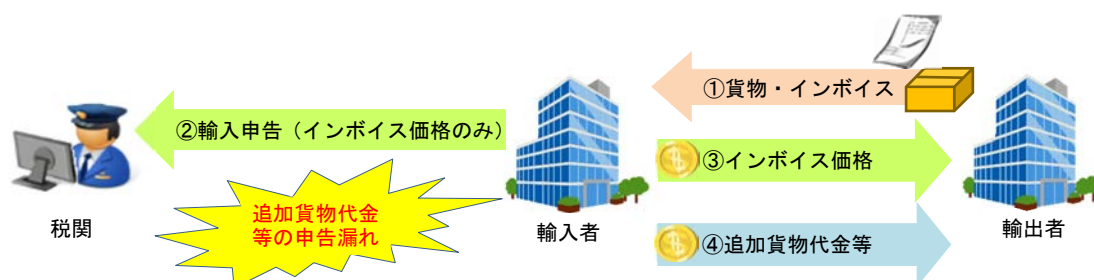 ①貨物・インボイス
②輸入申告（インボイス価格のみ）
③インボイス価格
追加貨物代金
等の申告漏れ
④追加貨物代金等
税関
輸入者
輸出者